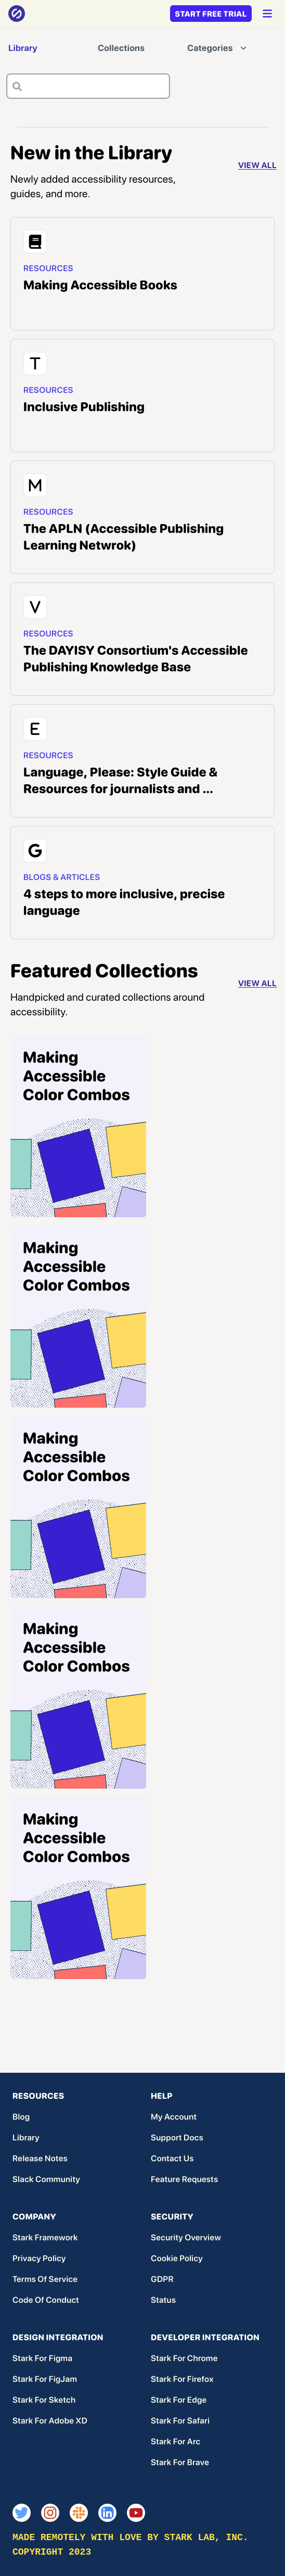 START FREE TRIAL
Library
Collections
Categories
New in the Library
VIEW ALL
Newly added accessibility resources,
guides, and more.
RESOURCES
Making Accessible Books
T
RESOURCES
Inclusive Publishing
M
RESOURCES
The APLN (Accessible Publishing
Learning Netwrok)
V
RESOURCES
The DAYISY Consortium's Accessible
Publishing Knowledge Base
E
RESOURCES
Language, Please: Style Guide &
Resources for journalists and ...
G
BLOGS & ARTICLES
4 steps to more inclusive, precise
language
Featured Collections
VIEW ALL
Handpicked and curated collections around
accessibility.
Making
Accessible
Color Combos
Making
Accessible
Color Combos
Making
Accessible
Color Combos
Making
Accessible
Color Combos
Making
Accessible
Color Combos
RESOURCES
Blog
Library
Release Notes
Slack Community
HELP
My Account
Support Docs
Contact Us
Feature Requests
COMPANY
Stark Framework
Privacy Policy
Terms Of Service
Code Of Conduct
SECURITY
Security Overview
Cookie Policy
GDPR
Status
DESIGN INTEGRATION
Stark For Figma
Stark For FigJam
Stark For Sketch
Stark For Adobe XD
DEVELOPER INTEGRATION
Stark For Chrome
Stark For Firefox
Stark For Edge
Stark For Safari
Stark For Arc
Stark For Brave
MADE REMOTELY WITH LOVE BY STARK LAB, INC.
COPYRIGHT 2023